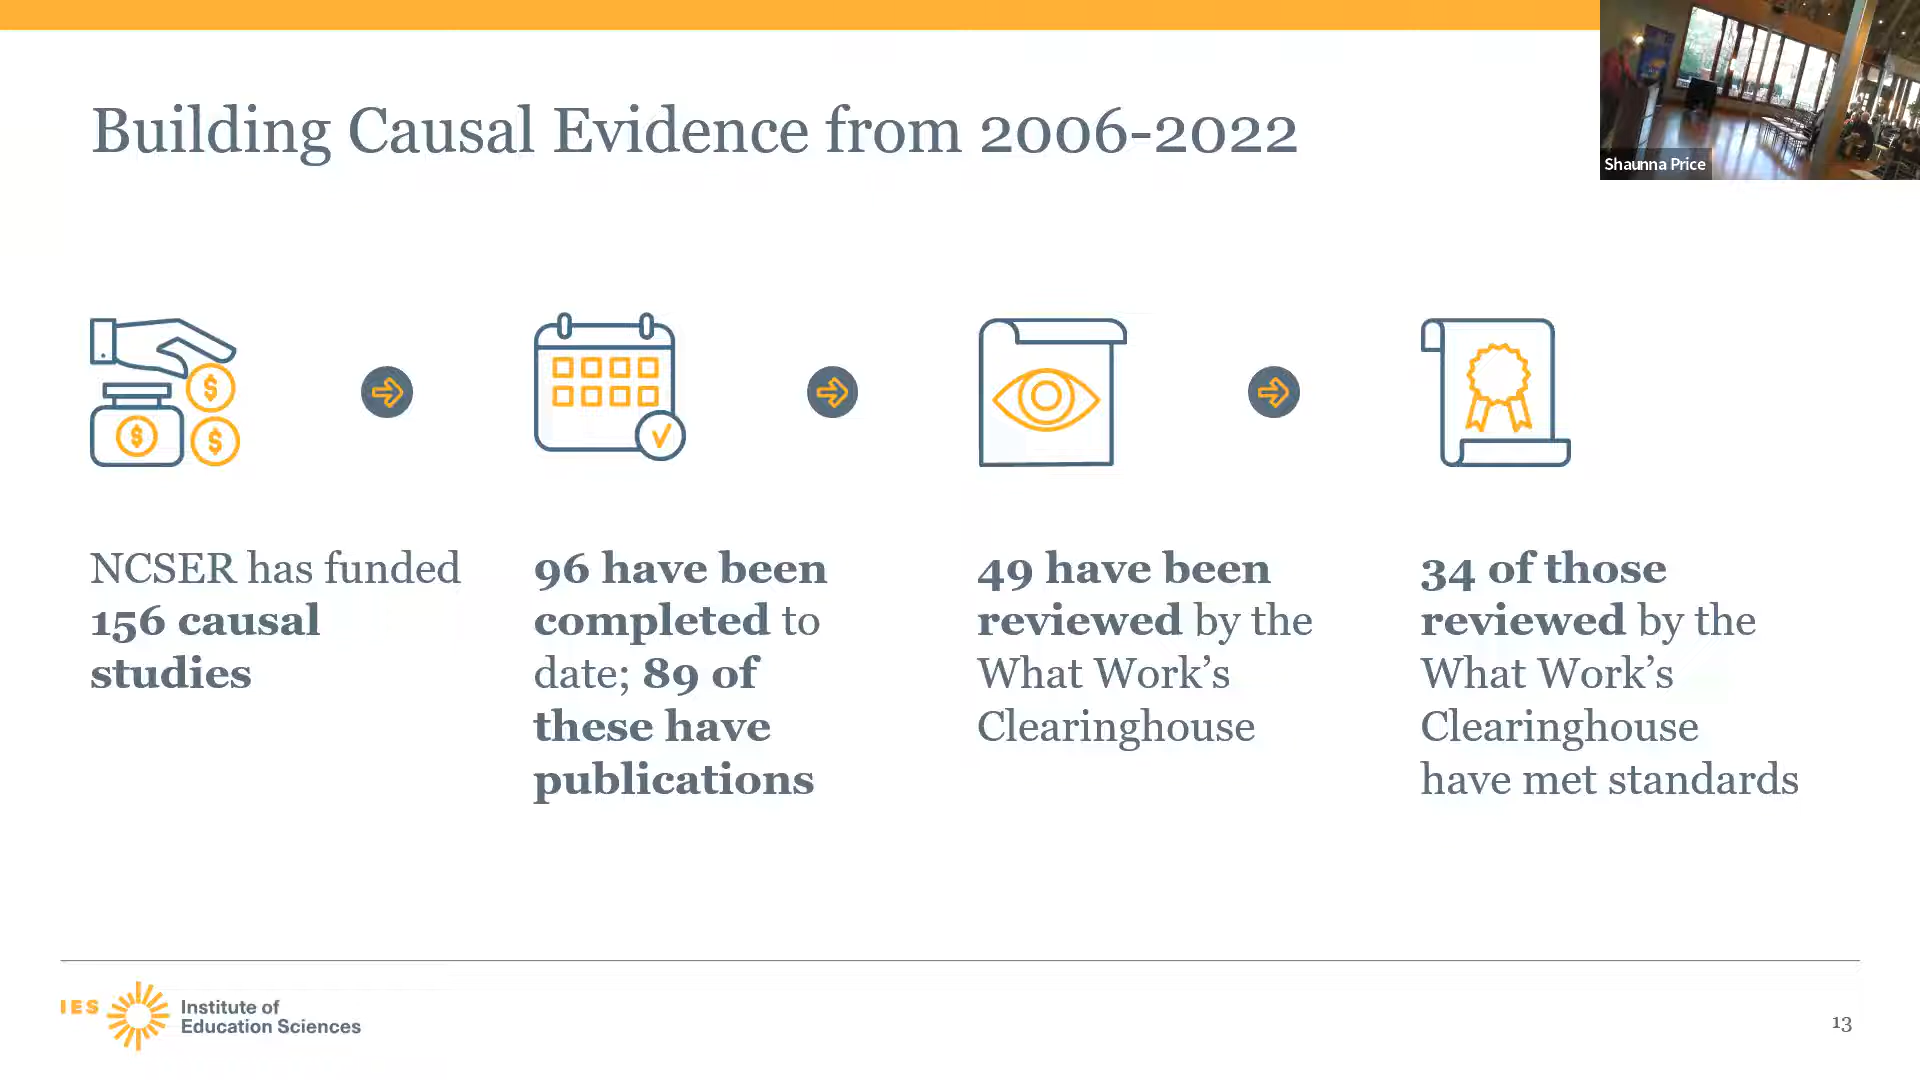 Building Causal Evidence from 2006-2022
Shaunna Price
NCSER has funded
156 causal
studies
96 have been
completed to
date; 89 of
these have
publications
49 have been
reviewed by the
What Work’s
Clearinghouse
34 of those
reviewed by the
What Work’s
Clearinghouse
have met standards
IES
Institute of
Education Sciences
13